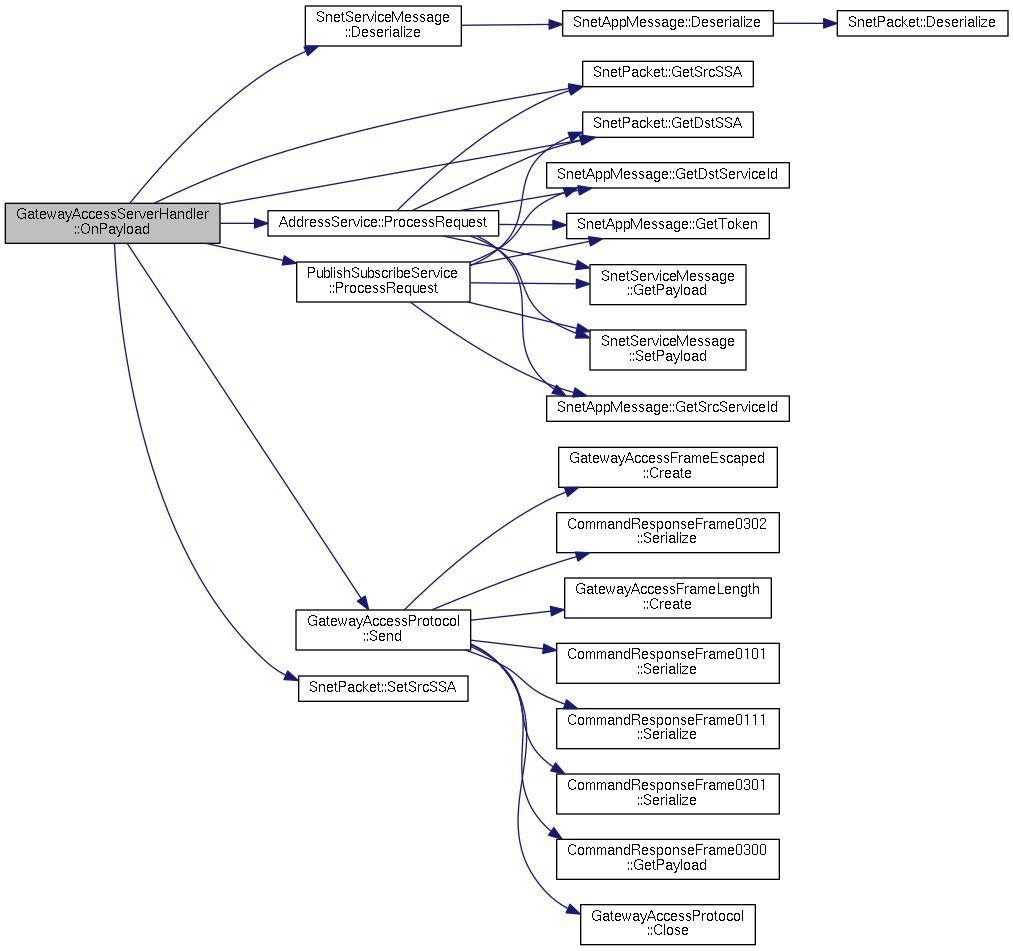 SnetServiceMessage
::Deserialize
SnetAppMessage::Deserialize
SnetPacket::Deserialize
SnetPacket::GetSrcSSA
SnetPacket::GetDstSSA
SnetAppMessage::GetDstServiceId
GatewayAccessServerHandler
::OnPayload
AddressService::ProcessRequest
SnetAppMessage::GetToken
PublishSubscribeService
::ProcessRequest
SnetServiceMessage
::GetPayload
SnetServiceMessage
::SetPayload
SnetAppMessage::GetSrcServiceId
GatewayAccessFrameEscaped
::Create
CommandResponseFrame0302
::Serialize
GatewayAccessFrameLength
::Create
GatewayAccessProtocol
::Send
CommandResponseFrame0101
::Serialize
SnetPacket::SetSrcSSA
CommandResponseFrame0111
::Serialize
CommandResponseFrame0301
::Serialize
CommandResponseFrame0300
::GetPayload
GatewayAccessProtocol
::Close